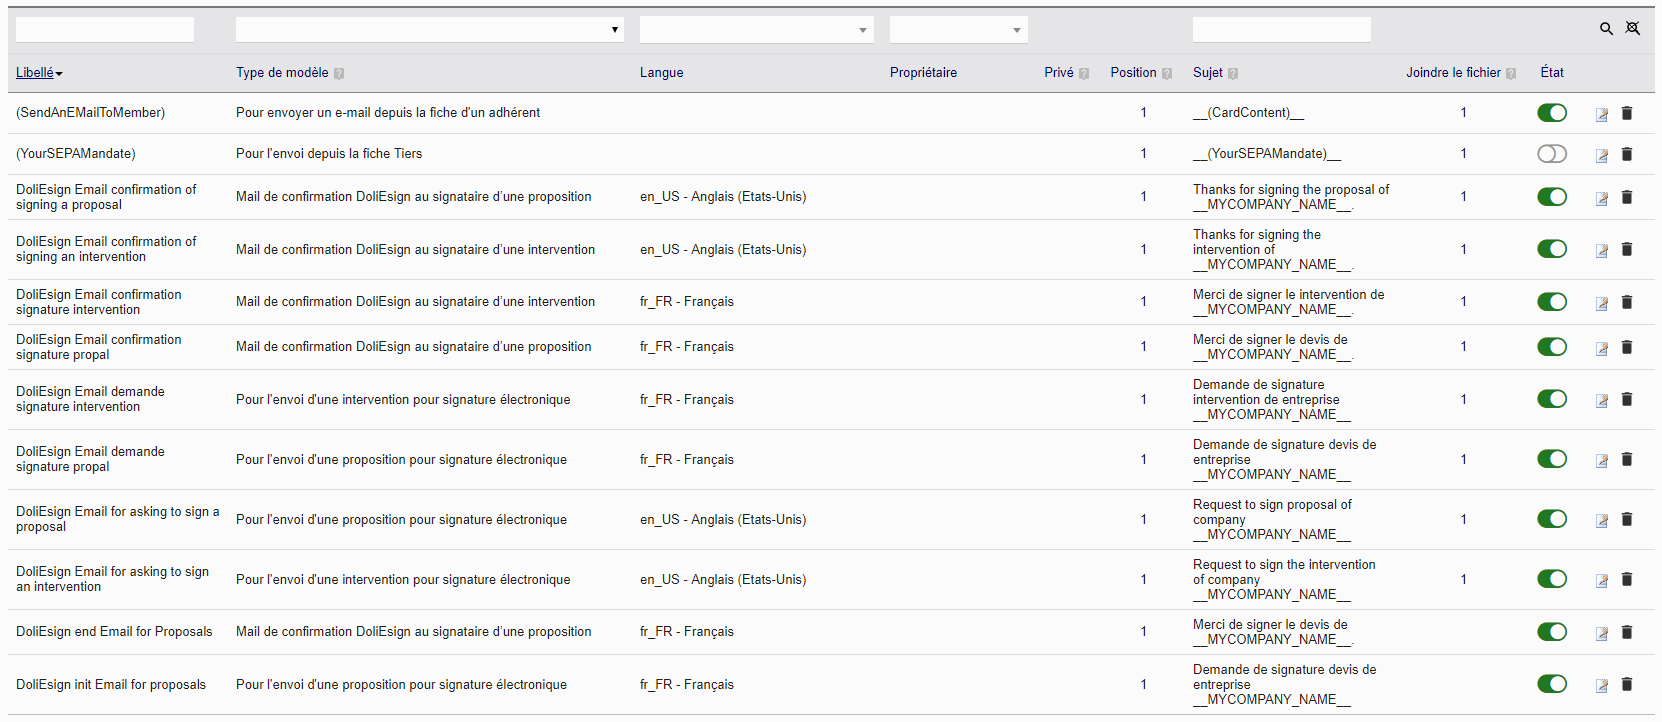 Libellé Type de modèle ? Langue Propriétaire Privé ? Position ? Sujet ? Joindre le fichier ? État
(SendAnEMailToMember) Pour envoyer un e-mail depuis la fiche d'un adhérent 1 __(CardContent)__ 1
(YourSEPAMandate) Pour l'envoi depuis la fiche Tiers 1 __(YourSEPAMandate)__ 1
DoliEsign Email confirmation of
signing a proposal
Mail de confirmation DoliEsign au signataire d'une proposition en_US - Anglais (Etats-Unis) 1
Thanks for signing the proposal of
__MYCOMPANY_NAME__.
1
DoliEsign Email confirmation of
signing an intervention
Mail de confirmation DoliEsign au signataire d'une intervention en_US - Anglais (Etats-Unis) 1
Thanks for signing the
intervention of
__MYCOMPANY_NAME__.
1
DoliEsign Email confirmation
signature intervention
Mail de confirmation DoliEsign au signataire d'une intervention fr_FR - Français 1
Merci de signer le intervention de
__MYCOMPANY_NAME__.
1
DoliEsign Email confirmation
signature propal
Mail de confirmation DoliEsign au signataire d'une proposition fr_FR - Français 1
Merci de signer le devis de
__MYCOMPANY_NAME__.
1
DoliEsign Email demande
signature intervention
Pour l'envoi d'une intervention pour signature électronique fr_FR - Français 1
Demande de signature
intervention de entreprise
__MYCOMPANY_NAME__
1
DoliEsign Email demande
signature propal
Pour l'envoi d'une proposition pour signature électronique fr_FR - Français 1
Demande de signature devis de
entreprise
__MYCOMPANY_NAME__
1
DoliEsign Email for asking to sign a
proposal
Pour l'envoi d'une proposition pour signature électronique en_US - Anglais (Etats-Unis) 1
Request to sign proposal of
company
__MYCOMPANY_NAME__
1
DoliEsign Email for asking to sign
an intervention
Pour l'envoi d'une intervention pour signature électronique en_US - Anglais (Etats-Unis) 1
Request to sign the intervention
of company
__MYCOMPANY_NAME__
1
DoliEsign end Email for Proposals Mail de confirmation DoliEsign au signataire d'une proposition fr_FR - Français 1
Merci de signer le devis de
__MYCOMPANY_NAME__.
DoliEsign init Email for proposals Pour l'envoi d'une proposition pour signature électronique fr_FR - Français 1
Demande de signature devis de
entreprise
__MYCOMPANY_NAME__